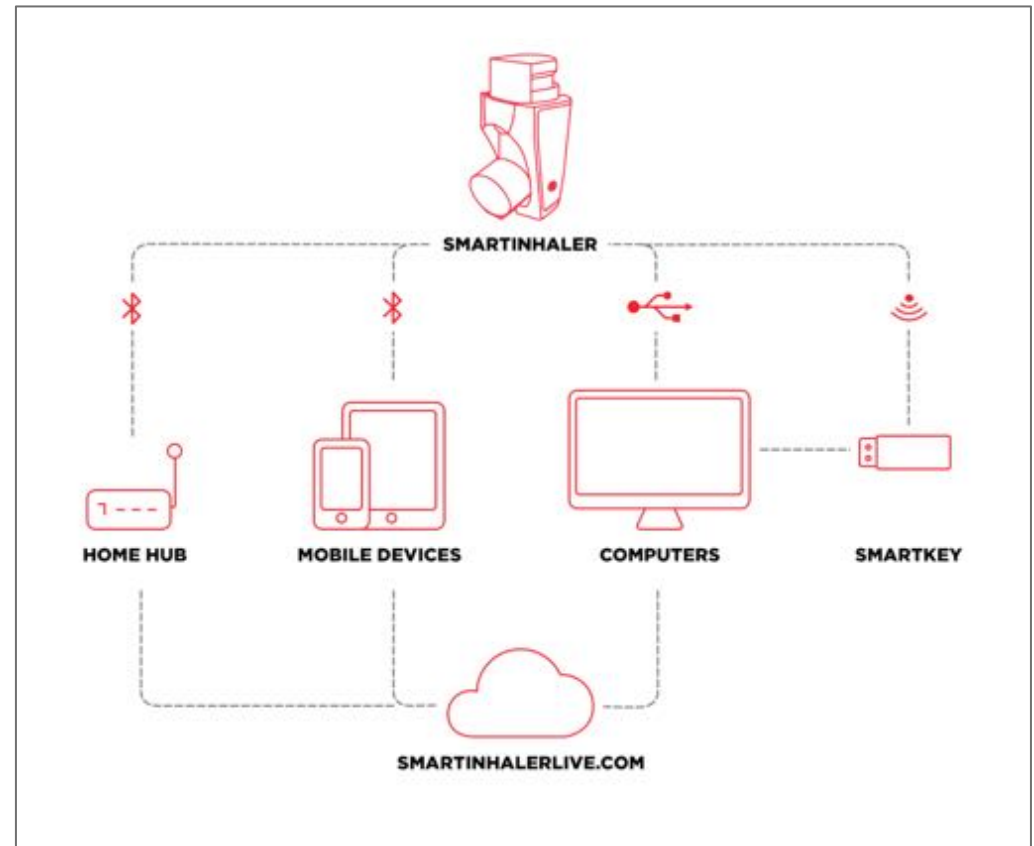 SMARTINHALER
HOME HUB
MOBILE DEVICES
COMPUTERS
SMARTKEY
SMARTINHALERLIVE.COM